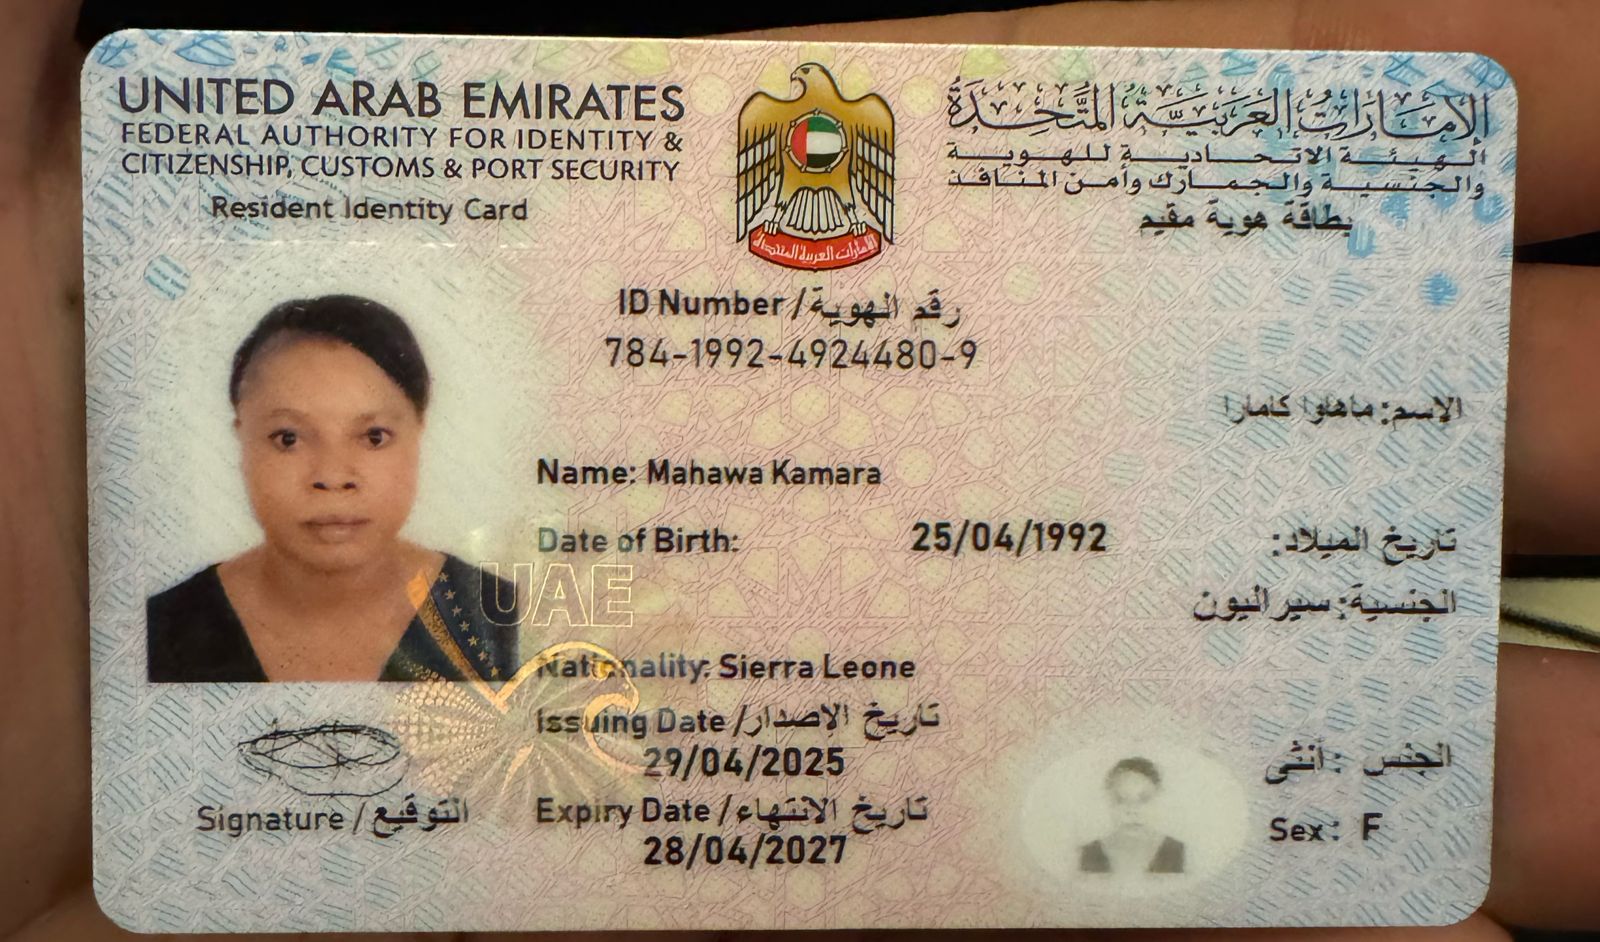 UNITED ARAB EMIRATES
FEDERAL AUTHORITY FOR IDENTITY &
CITIZENSHIP, CUSTOMS & PORT SECURITY
Resident Identity Card
الإمارات العربية المتحدة
الهيئة الاتحادية للهوية
والجنسية والجمارك وأمن المنافذ
بطاقة هوية مقيم
الإمارات العربية المتحدة
ID Number / رقم الهوية
784-1992-4924480-9
الاسم: ماهاوا كامارا
Name: Mahawa Kamara
Date of Birth: 25/04/1992 تاريخ الميلاد:
UAE
الجنسية: سيراليون
Nationality: Sierra Leone
Issuing Date / تاريخ الإصدار
29/04/2025
Expiry Date / تاريخ الانتهاء
28/04/2027
الجنس : أنثى
Sex : F
Signature / التوقيع